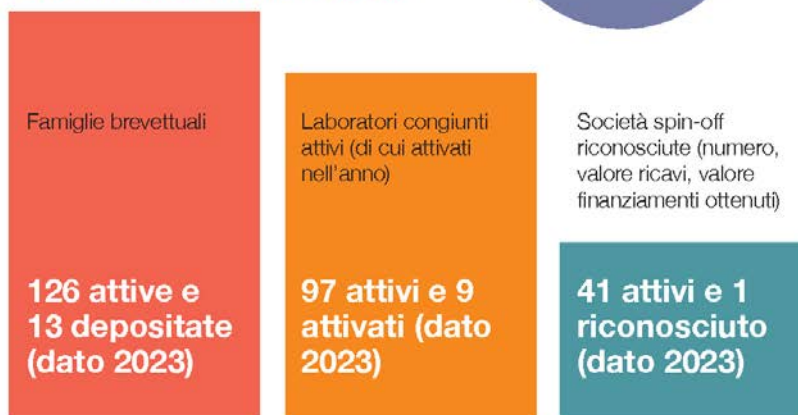 Famiglie brevettuali
126 attive e
13 depositate
(dato 2023)
Laboratori congiunti
attivi (di cui attivati
nell'anno)
97 attivi e 9
attivati (dato
2023)
Società spin-off
riconosciute (numero,
valore ricavi, valore
finanziamenti ottenuti)
41 attivi e 1
riconosciuto
(dato 2023)